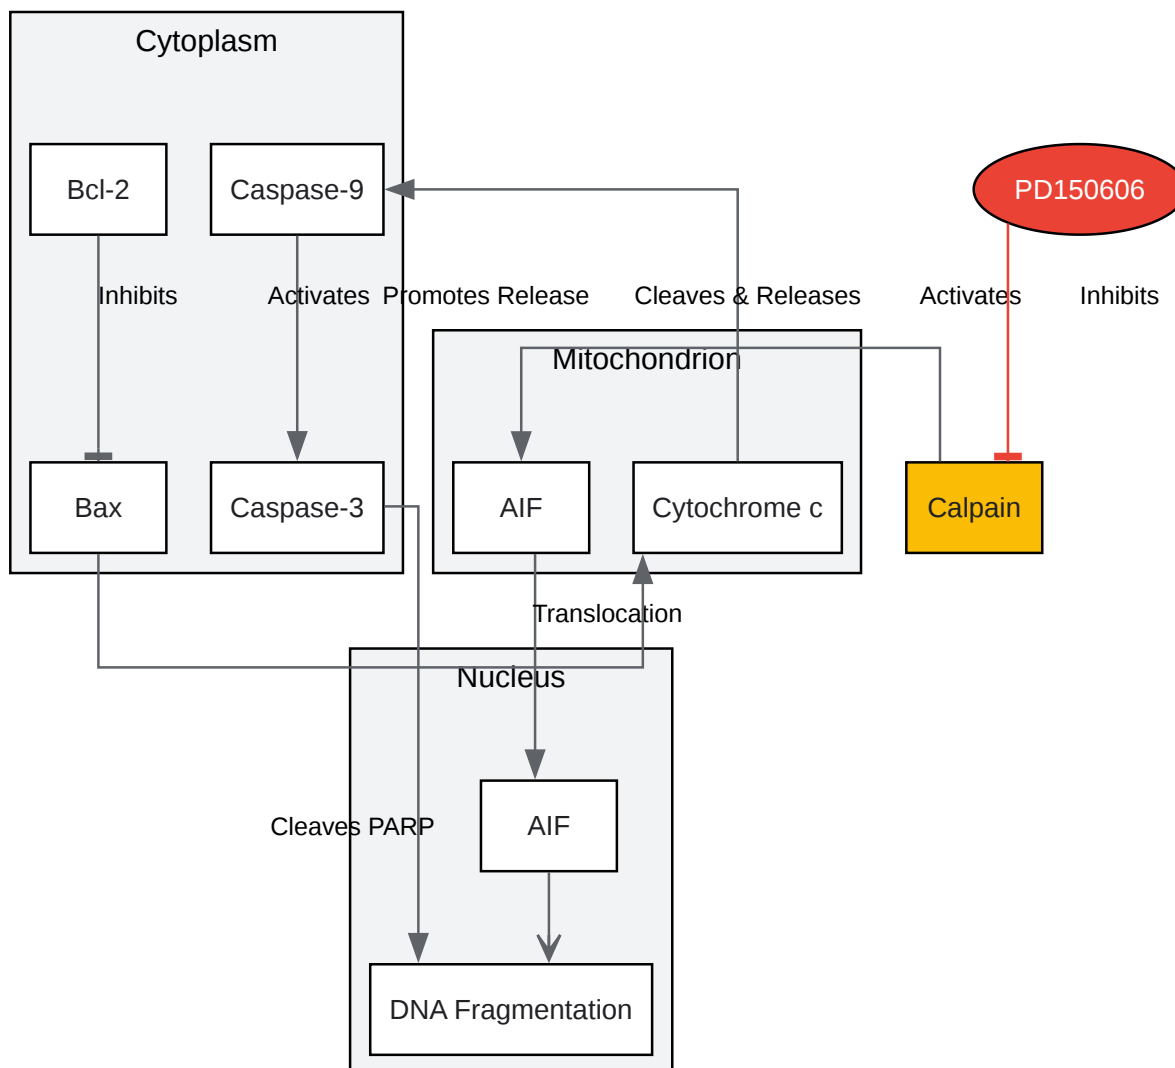 Cytoplasm
Bcl-2
Caspase-9
PD150606
Inhibits
Activates
Promotes Release
Cleaves & Releases
Activates
Inhibits
Mitochondrion
Bax
Caspase-3
AIF
Cytochrome c
Calpain
Translocation
Nucleus
Cleaves PARP
AIF
DNA Fragmentation